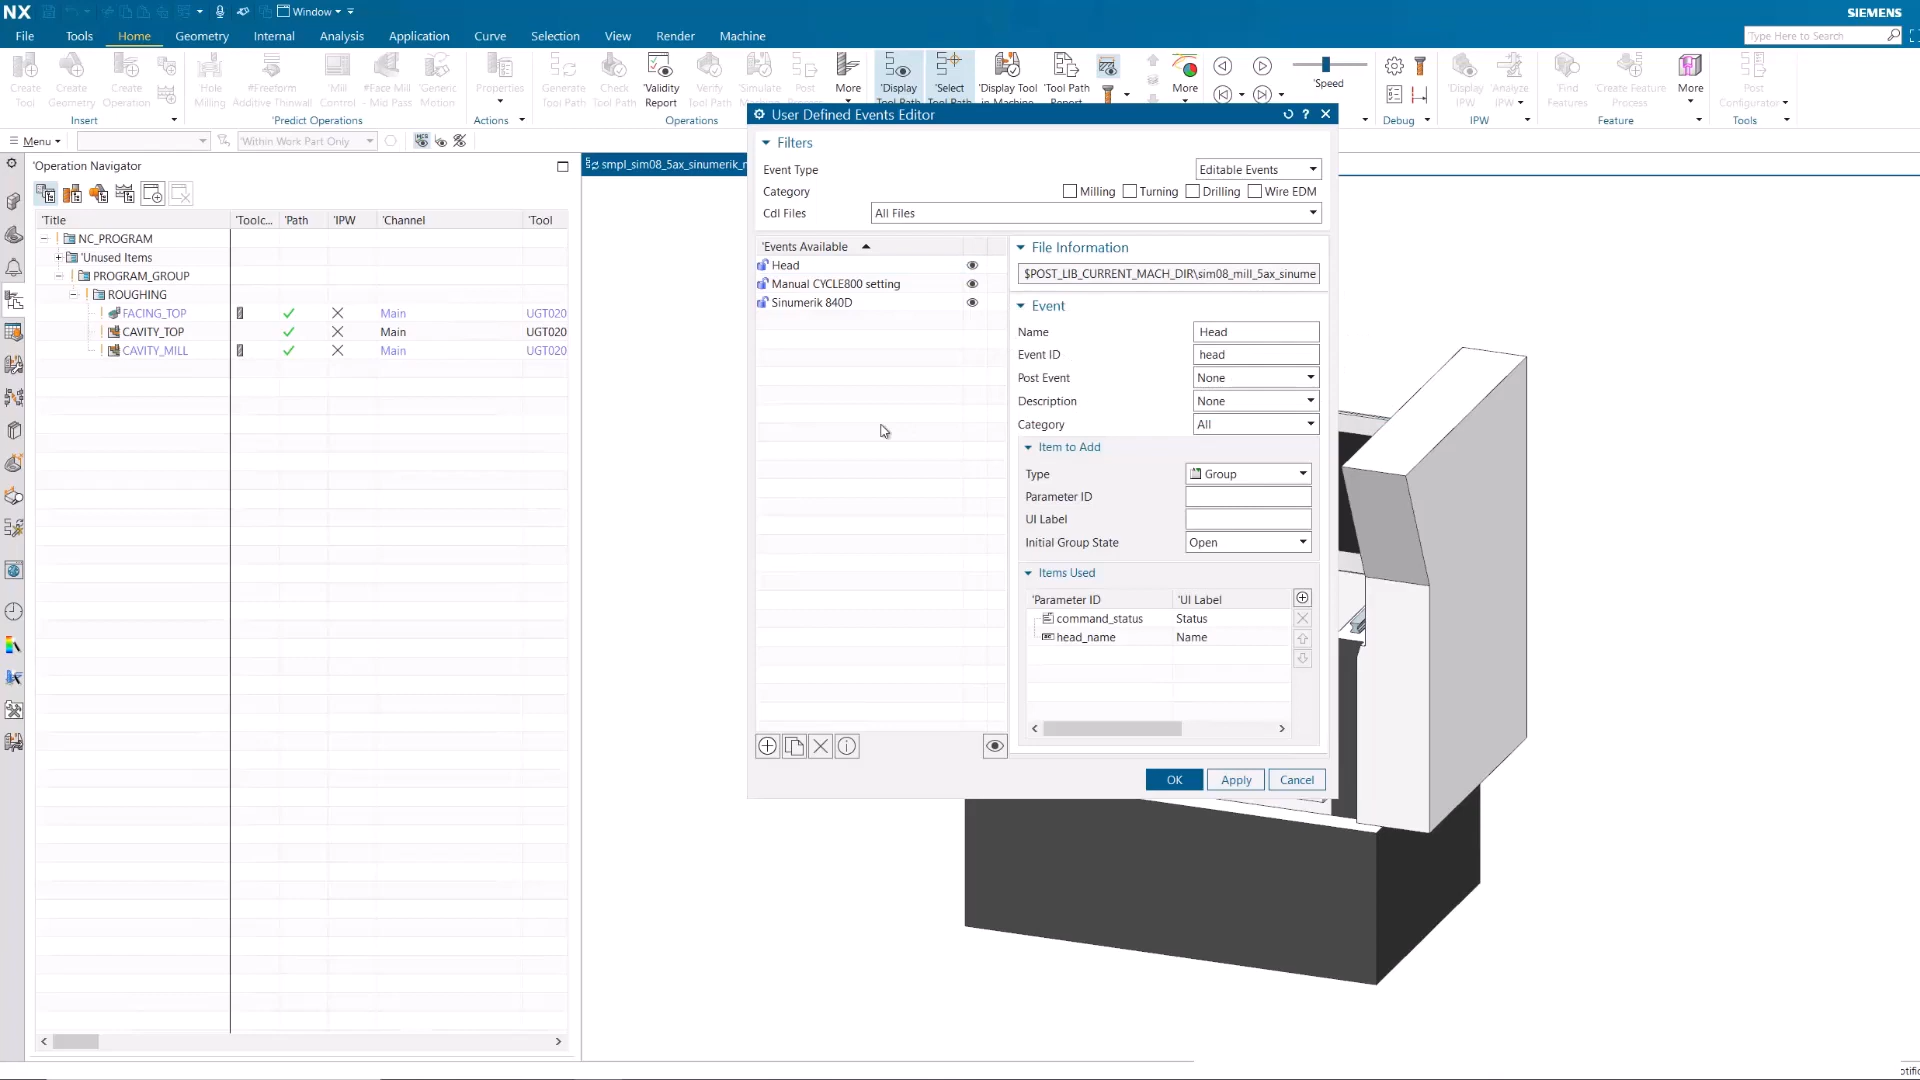 NX Window SIEMENS
File Tools Home Geometry Internal Analysis Application Curve Selection View Render Machine Type Here to Search
Create Tool Create Geometry Create Operation 'Hole Milling #Freeform Additive Thinwall 'Mill Control #Face Mill - Mid Pass 'Generic Motion Properties Generate Tool Path Check Tool Path 'Validity Report Verify Tool Path 'Simulate Post More 'Display Tool Path 'Select Tool Path 'Display Tool in Machine 'Tool Path Report More 'Speed 'Display IPW 'Analyze IPW Find Features 'Create Feature Process More Post Configurator
Insert 'Predict Operations Actions Operations Debug IPW Feature Tools
Menu 'Within Work Part Only
'Operation Navigator
'Title 'Toolc... 'Path 'IPW 'Channel 'Tool
NC_PROGRAM
'Unused Items
PROGRAM_GROUP
ROUGHING
FACING_TOP Main UGT020
CAVITY_TOP Main UGT020
CAVITY_MILL Main UGT020
smpl_sim08_5ax_sinumerik_
User Defined Events Editor
Filters
Event Type Editable Events
Category Milling Turning Drilling Wire EDM
Cdl Files All Files
'Events Available
Head
Manual CYCLE800 setting
Sinumerik 840D
File Information
$POST_LIB_CURRENT_MACH_DIR\sim08_mill_5ax_sinume
Event
Name Head
Event ID head
Post Event None
Description None
Category All
Item to Add
Type Group
Parameter ID
UI Label
Initial Group State Open
Items Used
'Parameter ID 'UI Label
command_status Status
head_name Name
OK Apply Cancel